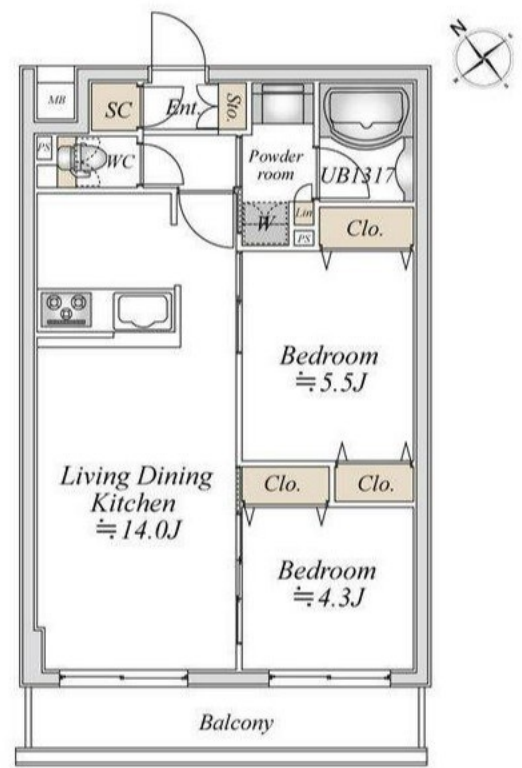 N
MB
SC
Ent.
Sto.
PS
WC
Powder
room
UB1317
W
Lin
PS
Clo.
Bedroom
≒5.5J
Living Dining
Kitchen
≒14.0J
Clo.
Clo.
Bedroom
≒4.3J
Balcony